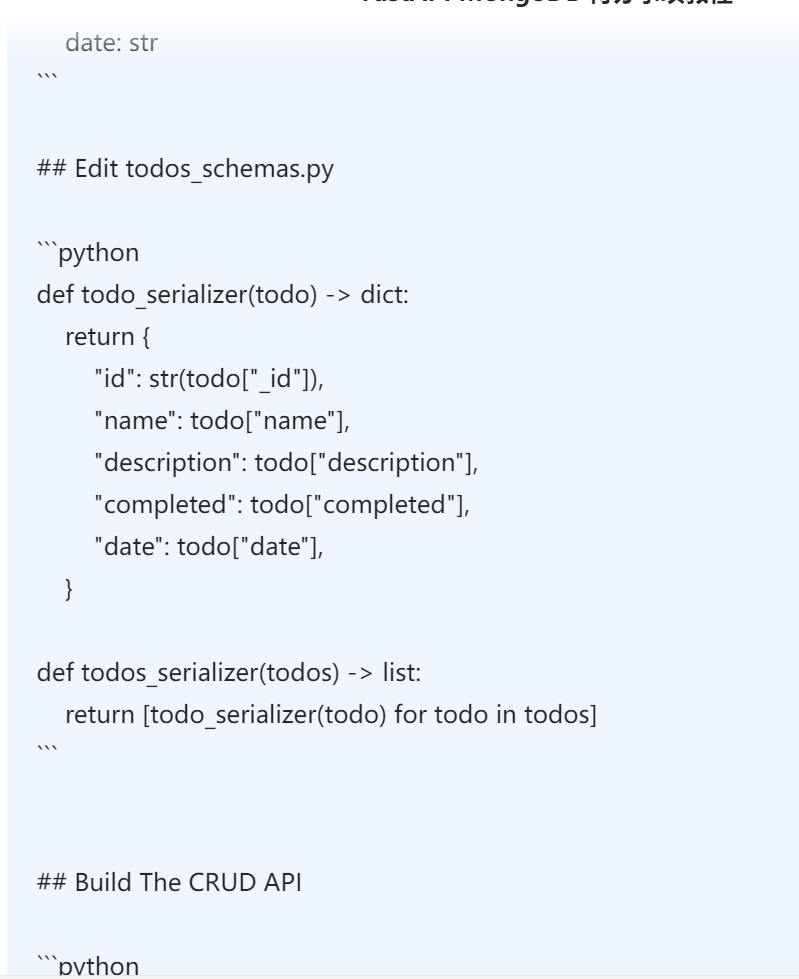 date: str
```
## Edit todos_schemas.py
```python
def todo_serializer(todo) -> dict:
    return {
        "id": str(todo["_id"]),
        "name": todo["name"],
        "description": todo["description"],
        "completed": todo["completed"],
        "date": todo["date"],
    }
def todos_serializer(todos) -> list:
    return [todo_serializer(todo) for todo in todos]
```
## Build The CRUD API
```python